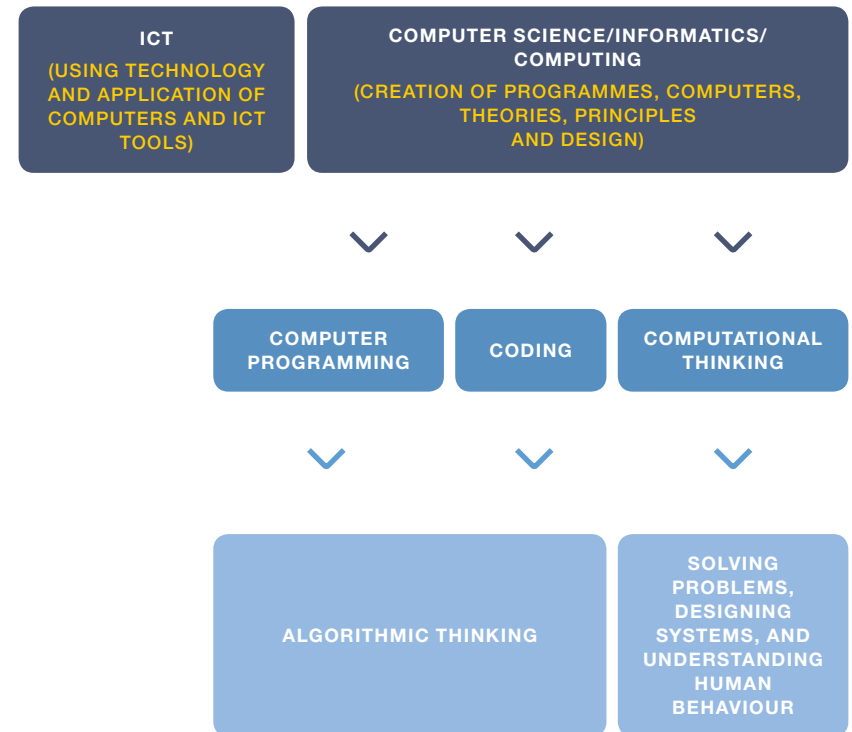 ICT
(USING TECHNOLOGY
AND APPLICATION OF
COMPUTERS AND ICT
TOOLS)
COMPUTER SCIENCE/INFORMATICS/
COMPUTING
(CREATION OF PROGRAMMES, COMPUTERS,
THEORIES, PRINCIPLES
AND DESIGN)
COMPUTER
PROGRAMMING
CODING
COMPUTATIONAL
THINKING
ALGORITHMIC THINKING
SOLVING
PROBLEMS,
DESIGNING
SYSTEMS, AND
UNDERSTANDING
HUMAN
BEHAVIOUR